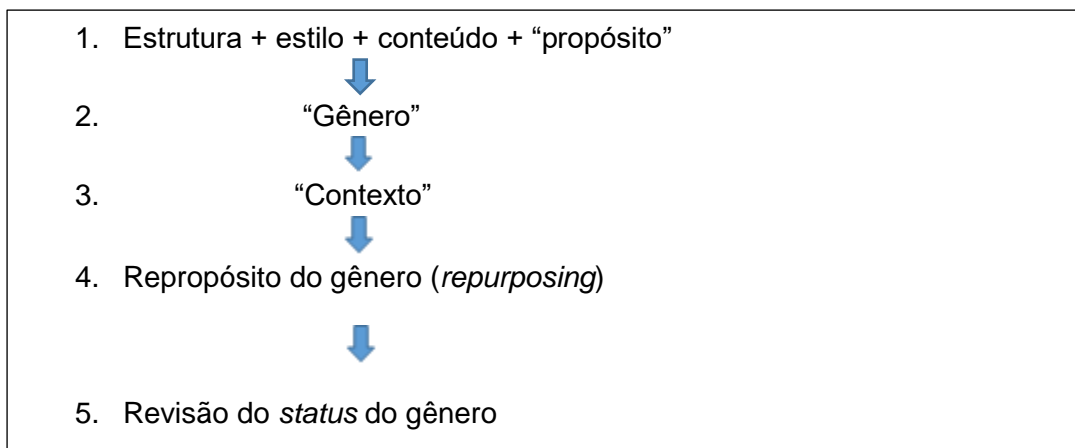 1. Estrutura + estilo + conteúdo + “propósito”
2. “Gênero”
3. “Contexto”
4. Repropósito do gênero (repurposing)
5. Revisão do status do gênero